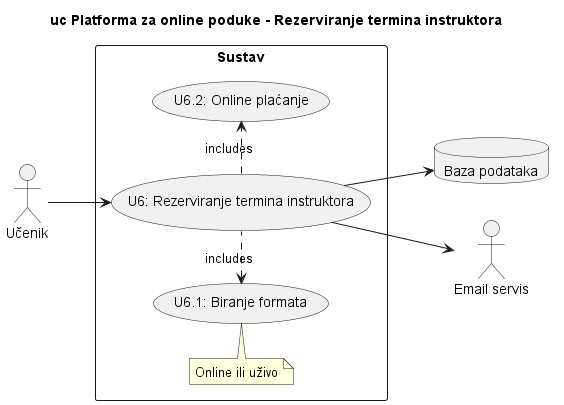 uc Platforma za online poduke - Rezerviranje termina instruktora
Sustav
U6.2: Online plaćanje
includes
Baza podataka
U6: Rezerviranje termina instruktora
Učenik
includes
Email servis
U6.1: Biranje formata
Online ili uživo